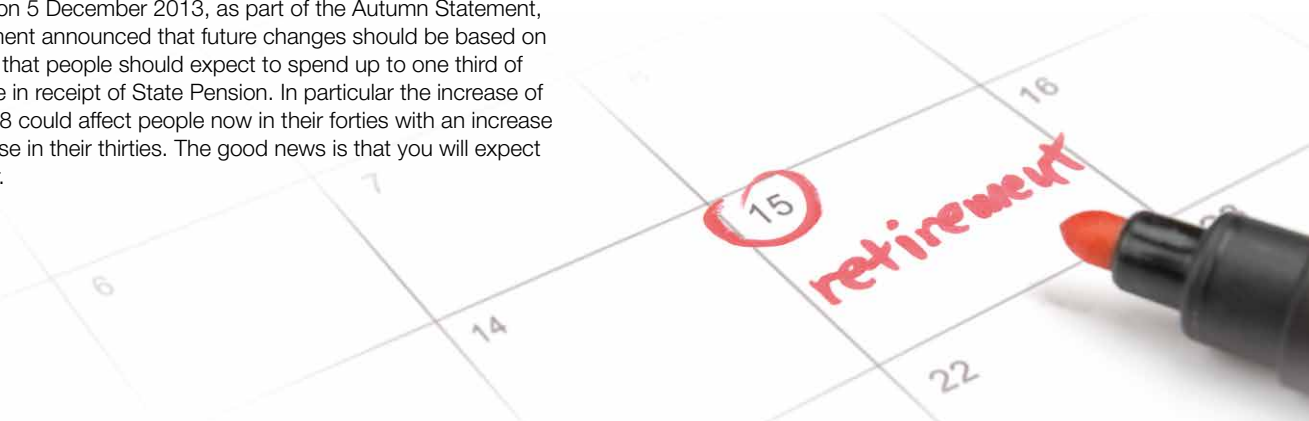 on 5 December 2013, as part of the Autumn Statement,
ment announced that future changes should be based on
that people should expect to spend up to one third of
e in receipt of State Pension. In particular the increase of
8 could affect people now in their forties with an increase
se in their thirties. The good news is that you will expect
16
7
15
retirement
6
14
22